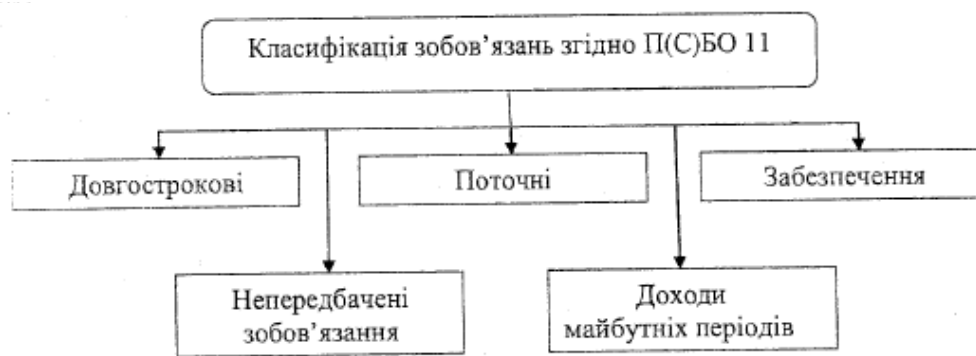 Класифікація зобов’язань згідно П(С)БО 11
Довгострокові
Поточні
Забезпечення
Непередбачені
зобов’язання
Доходи
майбутніх періодів